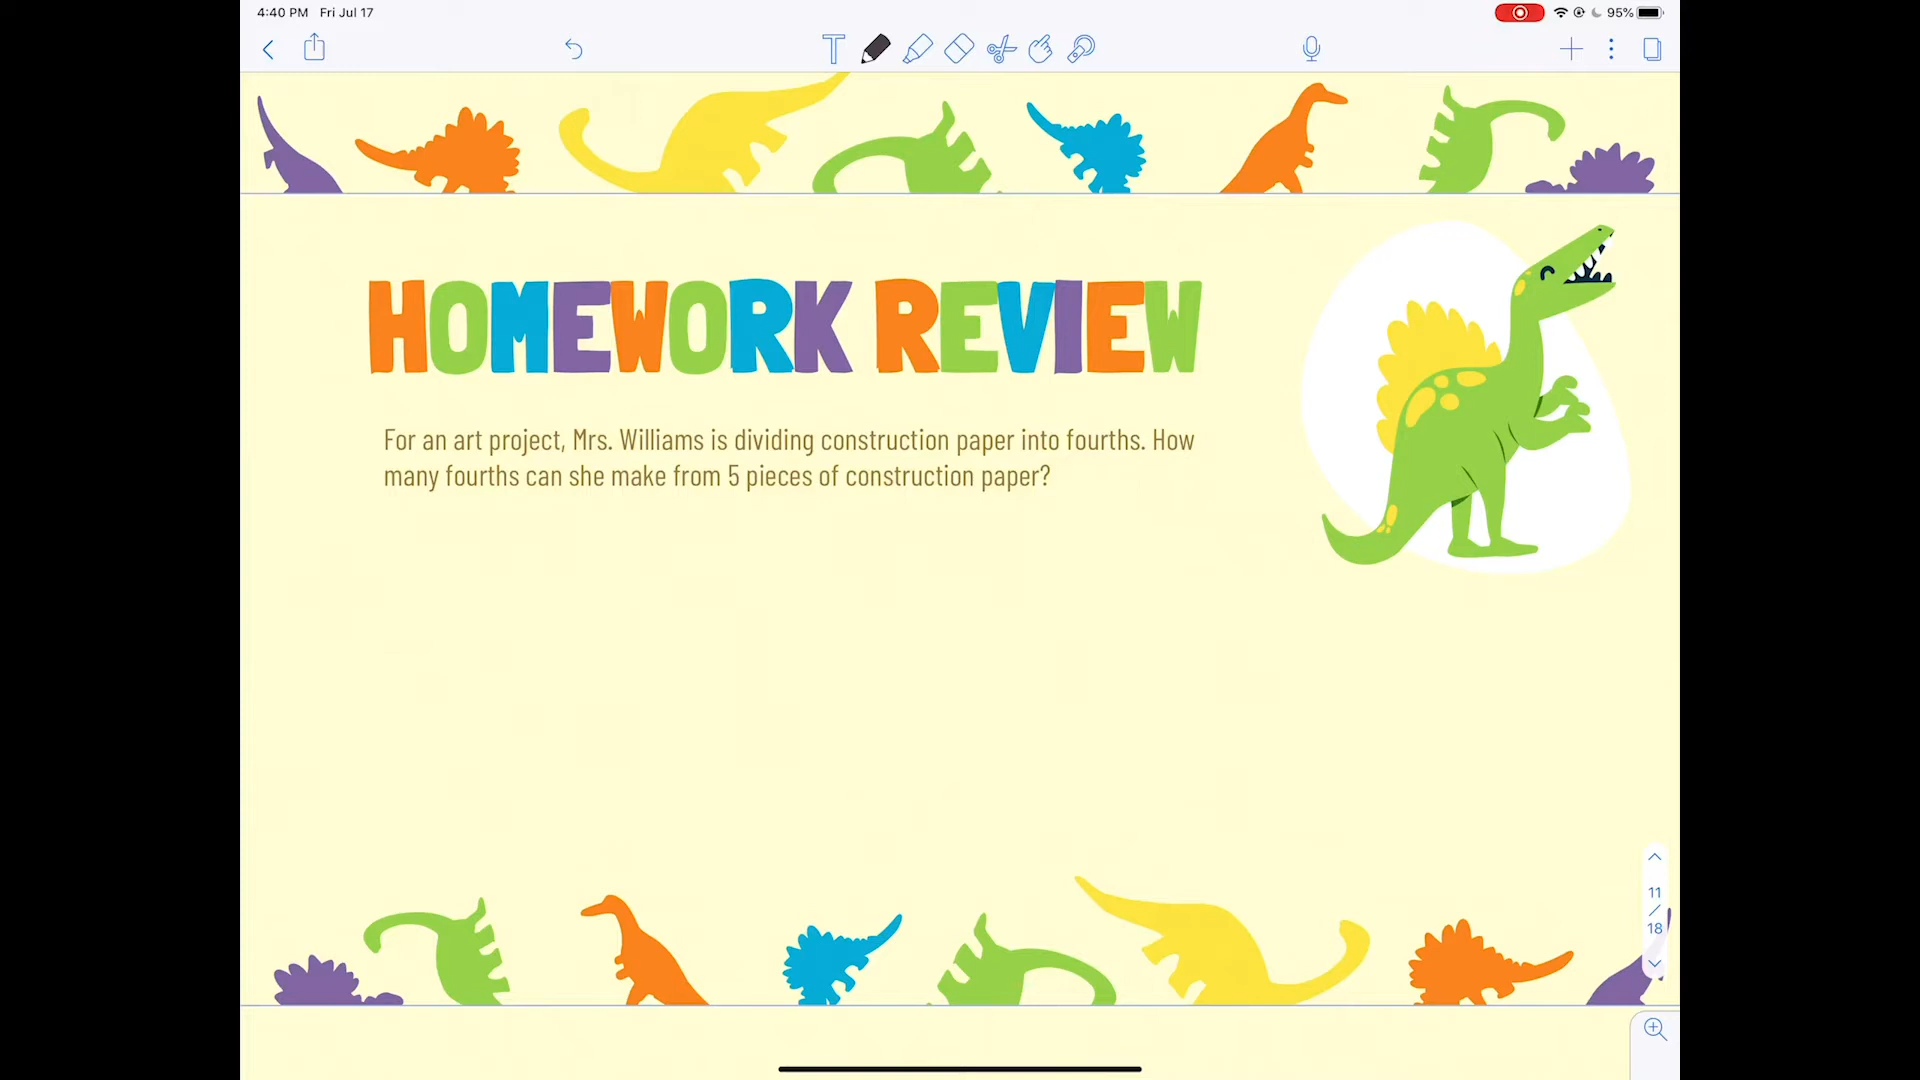 4:40 PM Fri Jul 17
95%
HOMEWORK REVIEW
For an art project, Mrs. Williams is dividing construction paper into fourths. How
many fourths can she make from 5 pieces of construction paper?
11
/
18